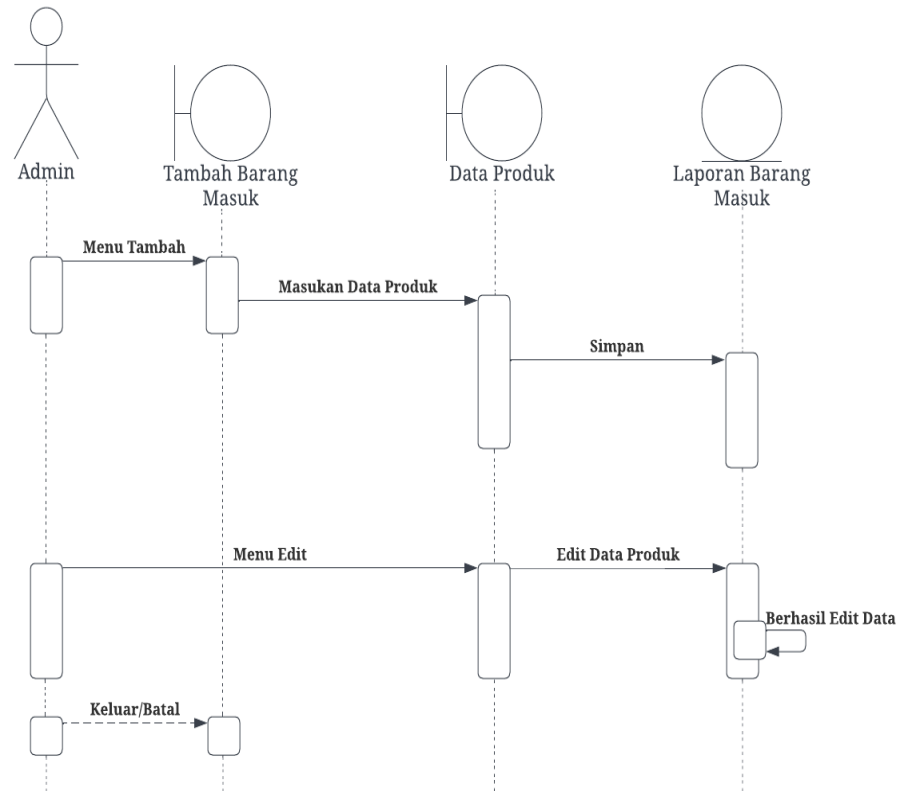 Admin
Tambah Barang
Masuk
Data Produk
Laporan Barang
Masuk
Menu Tambah
Masukan Data Produk
Simpan
Menu Edit
Edit Data Produk
Berhasil Edit Data
Keluar/Batal